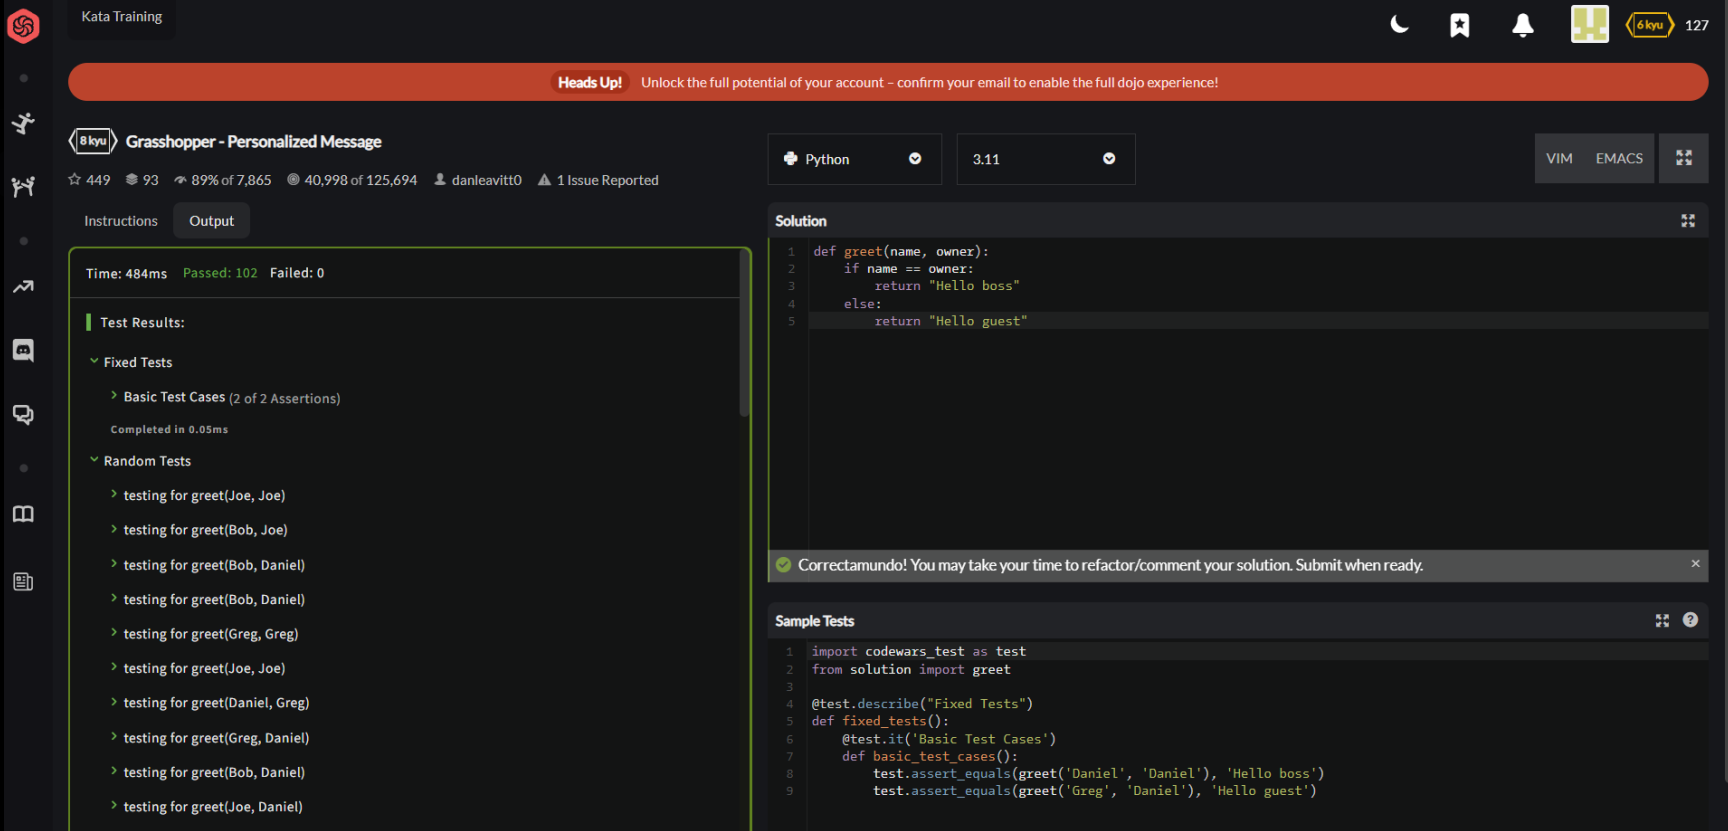 Kata Training
6 kyu 127
Heads Up! Unlock the full potential of your account – confirm your email to enable the full dojo experience!
8 kyu Grasshopper - Personalized Message
449 93 89% of 7,865 40,998 of 125,694 danleavitt0 1 Issue Reported
Instructions Output
Time: 484ms Passed: 102 Failed: 0
Test Results:
Fixed Tests
Basic Test Cases (2 of 2 Assertions)
Completed in 0.05ms
Random Tests
testing for greet(Joe, Joe)
testing for greet(Bob, Joe)
testing for greet(Bob, Daniel)
testing for greet(Bob, Daniel)
testing for greet(Greg, Greg)
testing for greet(Joe, Joe)
testing for greet(Daniel, Greg)
testing for greet(Greg, Daniel)
testing for greet(Bob, Daniel)
testing for greet(Joe, Daniel)
Python 3.11 VIM EMACS
Solution
1 def greet(name, owner):
2     if name == owner:
3         return "Hello boss"
4     else:
5         return "Hello guest"
Correctamundo! You may take your time to refactor/comment your solution. Submit when ready. ×
Sample Tests ?
1 import codewars_test as test
2 from solution import greet
3
4 @test.describe("Fixed Tests")
5 def fixed_tests():
6     @test.it('Basic Test Cases')
7     def basic_test_cases():
8         test.assert_equals(greet('Daniel', 'Daniel'), 'Hello boss')
9         test.assert_equals(greet('Greg', 'Daniel'), 'Hello guest')